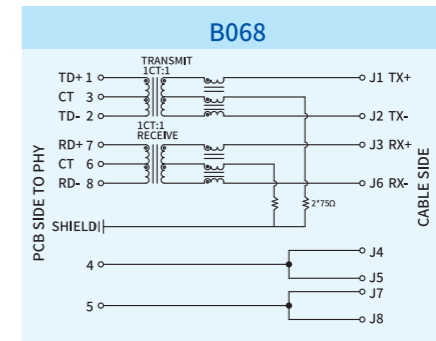 B068
TRANSMIT
1CT:1
TD+ 1
J1 TX+
CT 3
TD- 2
J2 TX-
1CT:1
RECEIVE
RD+ 7
J3 RX+
CT 6
RD- 8
J6 RX-
2*75Ω
SHIELD
PCB SIDE TO PHY
CABLE SIDE
4
J4
J5
5
J7
J8